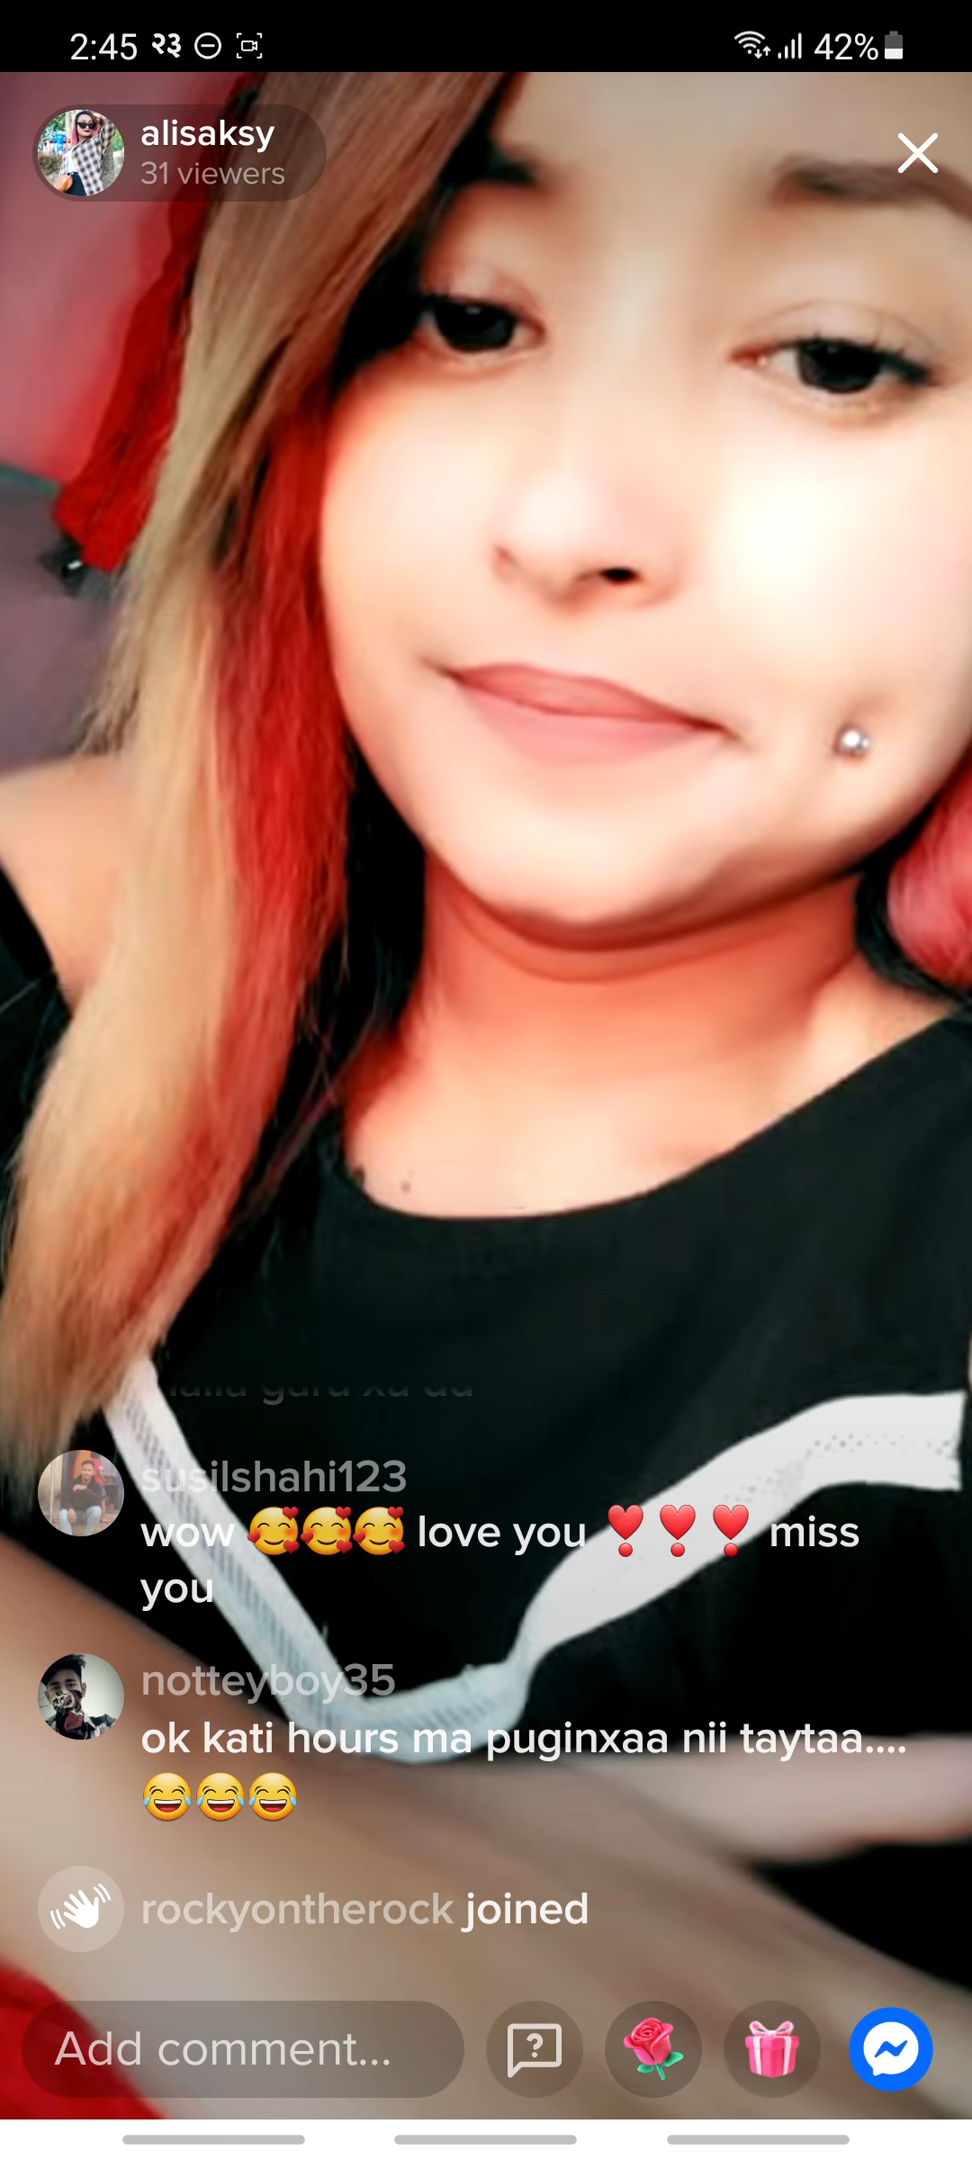 2:45 २३ 42%
alisaksy
31 viewers
susilshahi123
wow 🥰🥰🥰 love you ❣️❣️❣️ miss
you
notteyboy35
ok kati hours ma puginxaa nii taytaa....
😂😂😂
rockyontherock joined
Add comment...